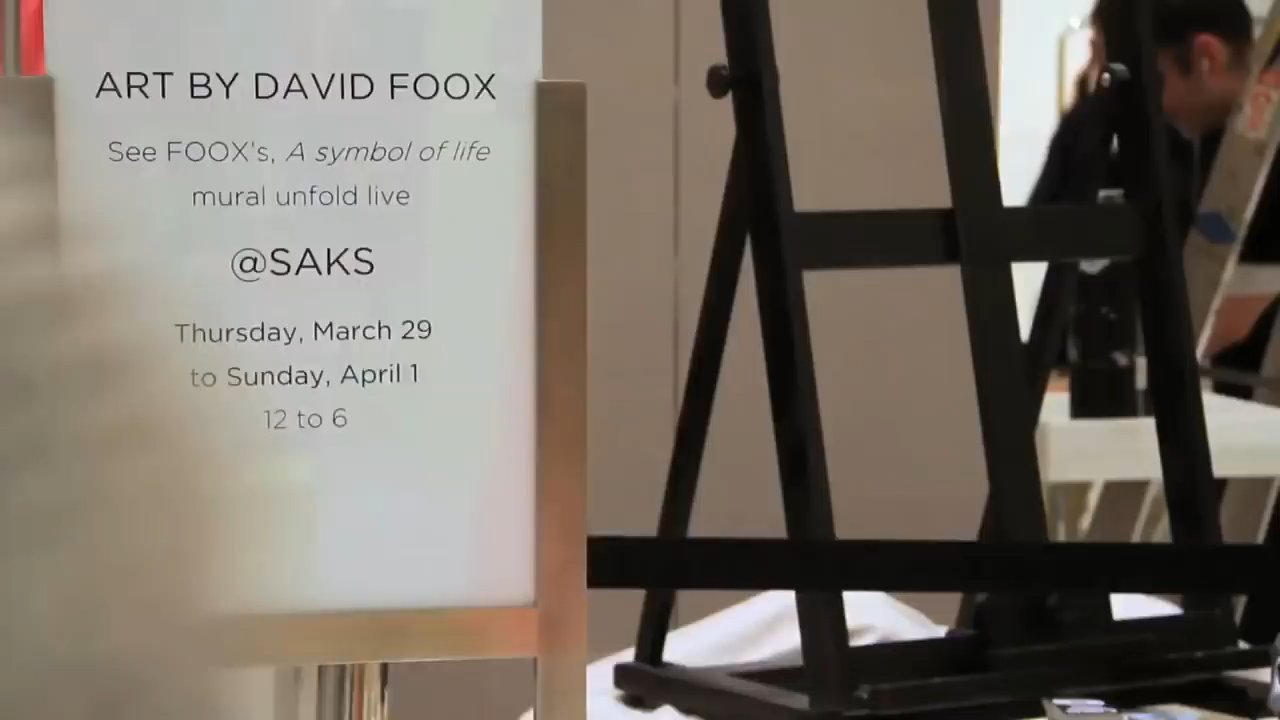 ART BY DAVID FOOX
See FOOX's, A symbol of life
mural unfold live
@SAKS
Thursday, March 29
to Sunday, April 1
12 to 6